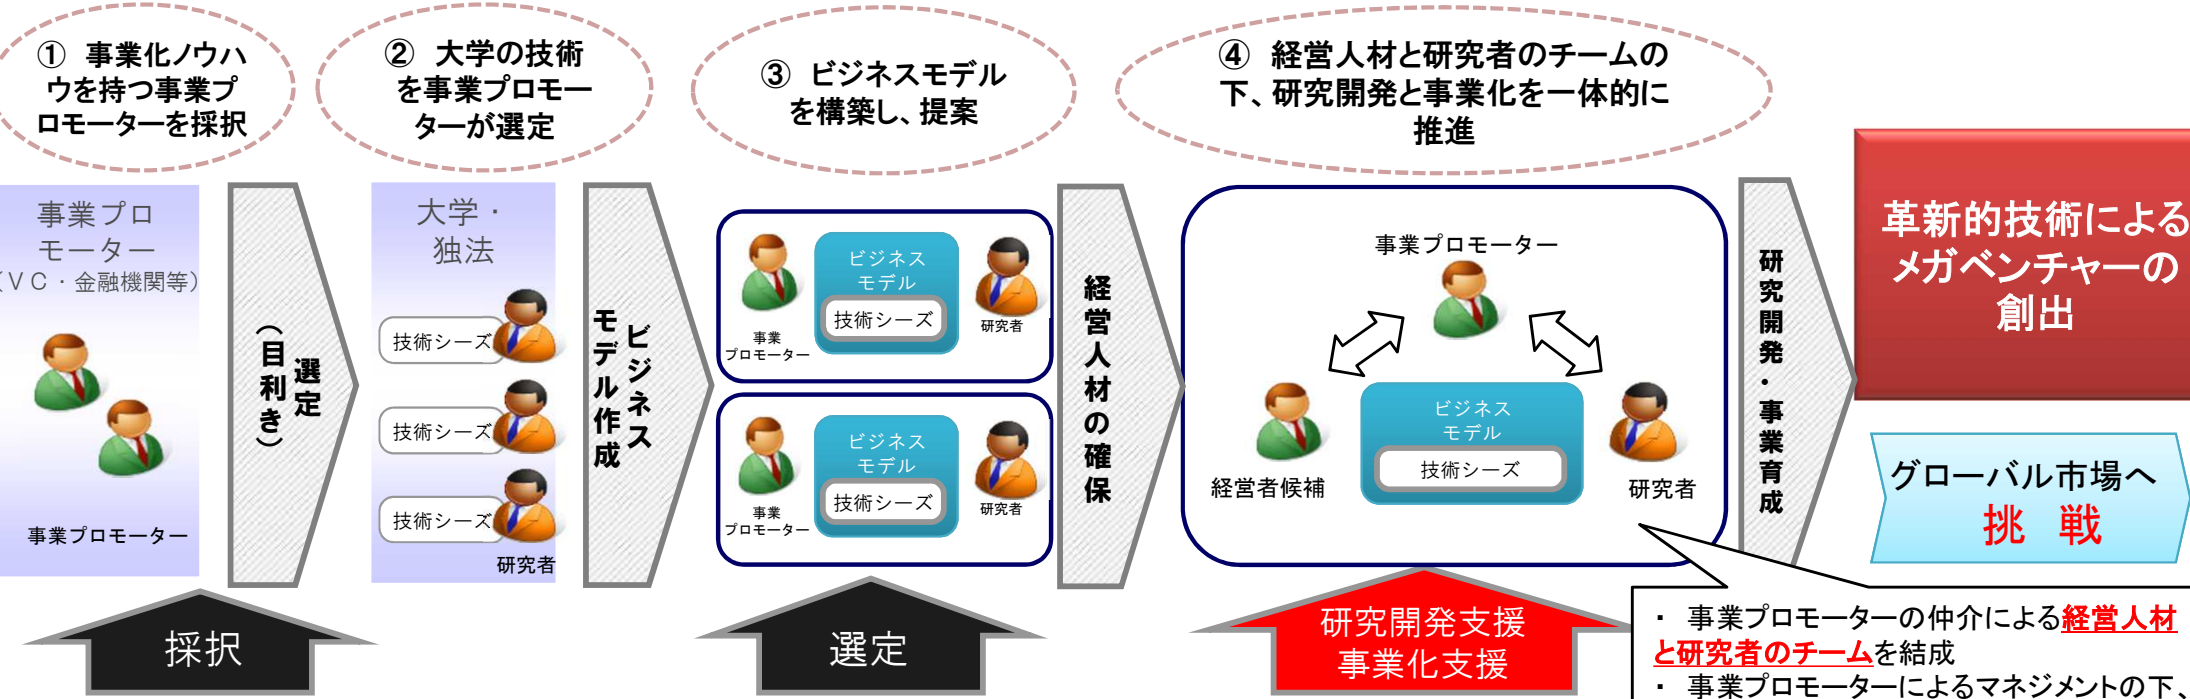 ① 事業化ノウハ
ウを持つ事業プ
ロモーターを採択
② 大学の技術
を事業プロモー
ターが選定
③ ビジネスモデル
を構築し、提案
④ 経営人材と研究者のチームの
下、研究開発と事業化を一体的に
推進
事業プロ
モーター
（ＶＣ・金融機関等）
事業プロモーター
選定
（目利き）
大学・
独法
技術シーズ
技術シーズ
技術シーズ
研究者
ビジネス
モデル作成
ビジネス
モデル
技術シーズ
事業
プロモーター
研究者
ビジネス
モデル
技術シーズ
事業
プロモーター
研究者
経営人材の確保
事業プロモーター
ビジネス
モデル
技術シーズ
経営者候補
研究者
研究開発・事業育成
革新的技術による
メガベンチャーの
創出
グローバル市場へ
挑 戦
採択
選定
研究開発支援
事業化支援
・ 事業プロモーターの仲介による経営人材
と研究者のチームを結成
・ 事業プロモーターによるマネジメントの下、